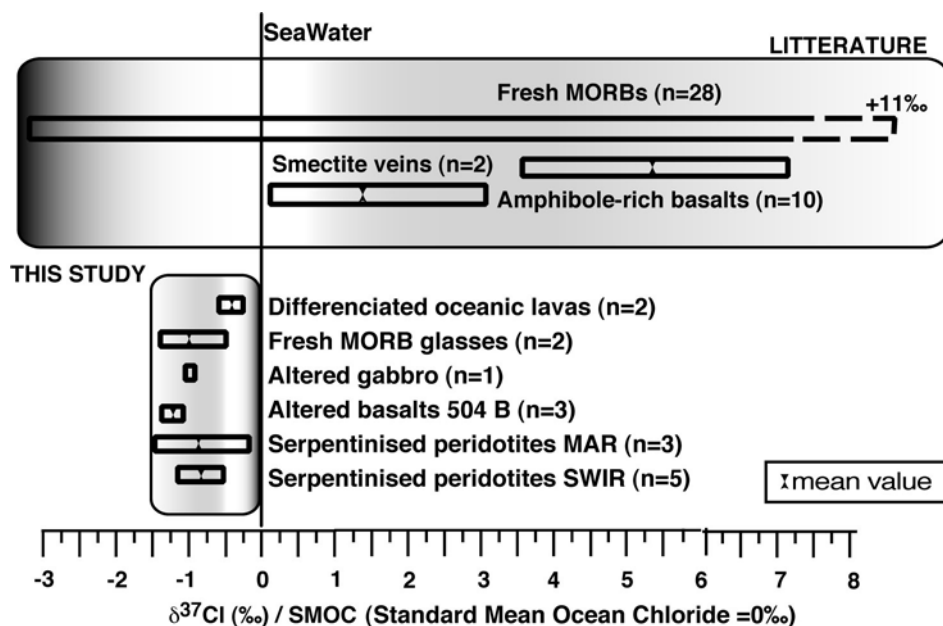 SeaWater
LITTERATURE
Fresh MORBs (n=28)
+11‰
Smectite veins (n=2)
Amphibole-rich basalts (n=10)
THIS STUDY
Differenciated oceanic lavas (n=2)
Fresh MORB glasses (n=2)
Altered gabbro (n=1)
Altered basalts 504 B (n=3)
Serpentinised peridotites MAR (n=3)
Serpentinised peridotites SWIR (n=5)
mean value
-3 -2 -1 0 1 2 3 4 5 6 7 8
δ³⁷Cl (‰) / SMOC (Standard Mean Ocean Chloride =0‰)